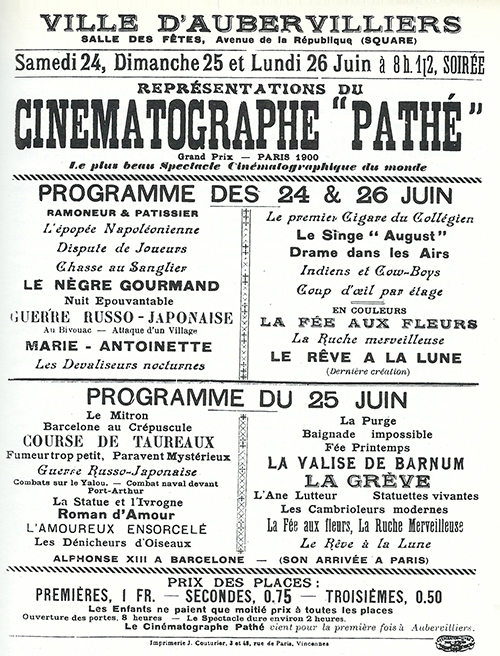 VILLE D'AUBERVILLIERS
SALLE DES FÊTES, Avenue de la Républiquq (SQUARE)
Samedi 24, Dimanche 25 et Lundi 26 Juin à 8 h. 1/2, SOIRÉE
REPRÉSENTATIONS DU
CINEMATOGRAPHE "PATHÉ"
Grand Prix — PARIS 1900
Le plus beau Spectacle Cinématographique du monde
PROGRAMME DES 24 & 26 JUIN
RAMONEUR & PATISSIER
L'épopée Napoléonienne
Dispute de Joueurs
Chasse au Sanglier
LE NÈGRE GOURMAND
Nuit Epouvantable
GUERRE RUSSO-JAPONAISE
Au Bivouac — Attaque d'un Village
MARIE-ANTOINETTE
Les Devaliseurs nocturnes
Le premier Cigare du Collégien
Le Singe "August"
Drame dans les Airs
Indiens et Cow-Boys
Coup d'œil par étage
EN COULEURS
LA FÉE AUX FLEURS
La Ruche merveilleuse
LE RÊVE A LA LUNE
(Dernière création)
PROGRAMME DU 25 JUIN
Le Mitron
Barcelone au Crépuscule
COURSE DE TAUREAUX
Fumeur trop petit, Paravent Mystérieux
Guerre Russo-Japonaise
Combats sur le Yalou. — Combat naval devant
Port-Arthur
La Statue et l'Ivrogne
Roman d'Amour
L'AMOUREUX ENSORCELÉ
Les Dénicheurs d'Oiseaux
La Purge
Baignade impossible
Fée Printemps
LA VALISE DE BARNUM
LA GRÈVE
L'Ane Lutteur Statuettes vivantes
Les Cambrioleurs modernes
La Fée aux fleurs, La Ruche Merveilleuse
Le Rêve à la Lune
ALPHONSE XIII A BARCELONE — (SON ARRIVÉE A PARIS)
PRIX DES PLACES :
PREMIÈRES, 1 FR. — SECONDES, 0.75 — TROISIÈMES, 0.50
Les Enfants ne paient que moitié prix à toutes les places
Ouverture des portes, 8 heures — Le Spectacle dure environ 2 heures.
Le Cinématographe Pathé vient pour la première fois à Aubervilliers.
Imprimerie J. Couturier, 3 et 48, rue de Paris, Vincennes